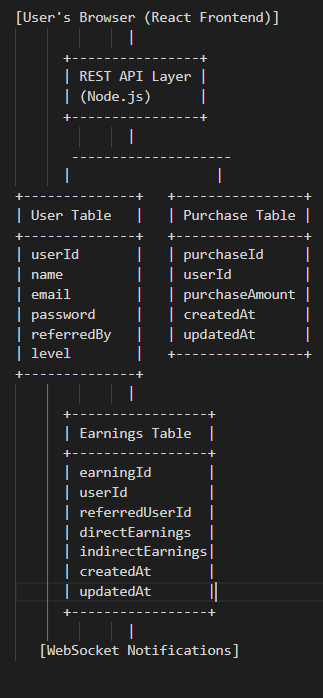 [User's Browser (React Frontend)]
|
+----------------+
| REST API Layer |
| (Node.js)      |
+----------------+
|
--------------------
|                  |
+--------------+   +----------------+
| User Table   |   | Purchase Table |
+--------------+   +----------------+
| userId       |   | purchaseId     |
| name         |   | userId         |
| email        |   | purchaseAmount |
| password     |   | createdAt      |
| referredBy   |   | updatedAt      |
| level        |   +----------------+
+--------------+
|
+-----------------+
| Earnings Table  |
+-----------------+
| earningId       |
| userId          |
| referredUserId  |
| directEarnings  |
| indirectEarnings|
| createdAt       |
| updatedAt       |
+-----------------+
|
[WebSocket Notifications]